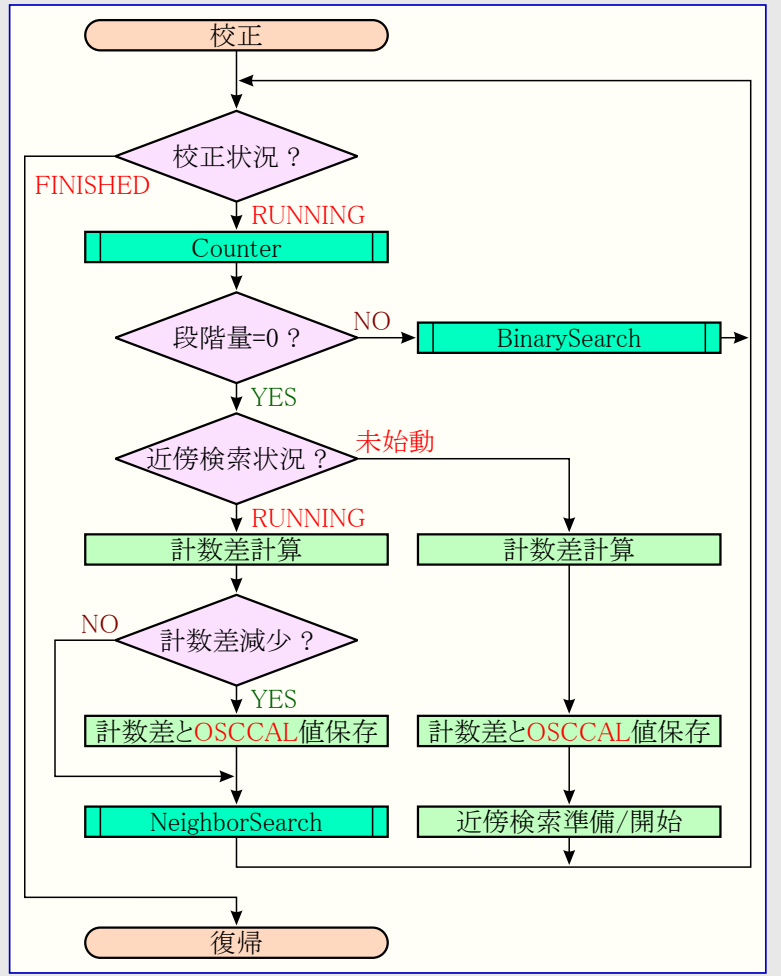 校正
校正状況 ?
FINISHED
RUNNING
Counter
段階量=0 ?
NO
BinarySearch
YES
近傍検索状況 ?
未始動
RUNNING
計数差計算
計数差計算
NO
計数差減少 ?
YES
計数差とOSCCAL値保存
計数差とOSCCAL値保存
NeighborSearch
近傍検索準備/開始
復帰